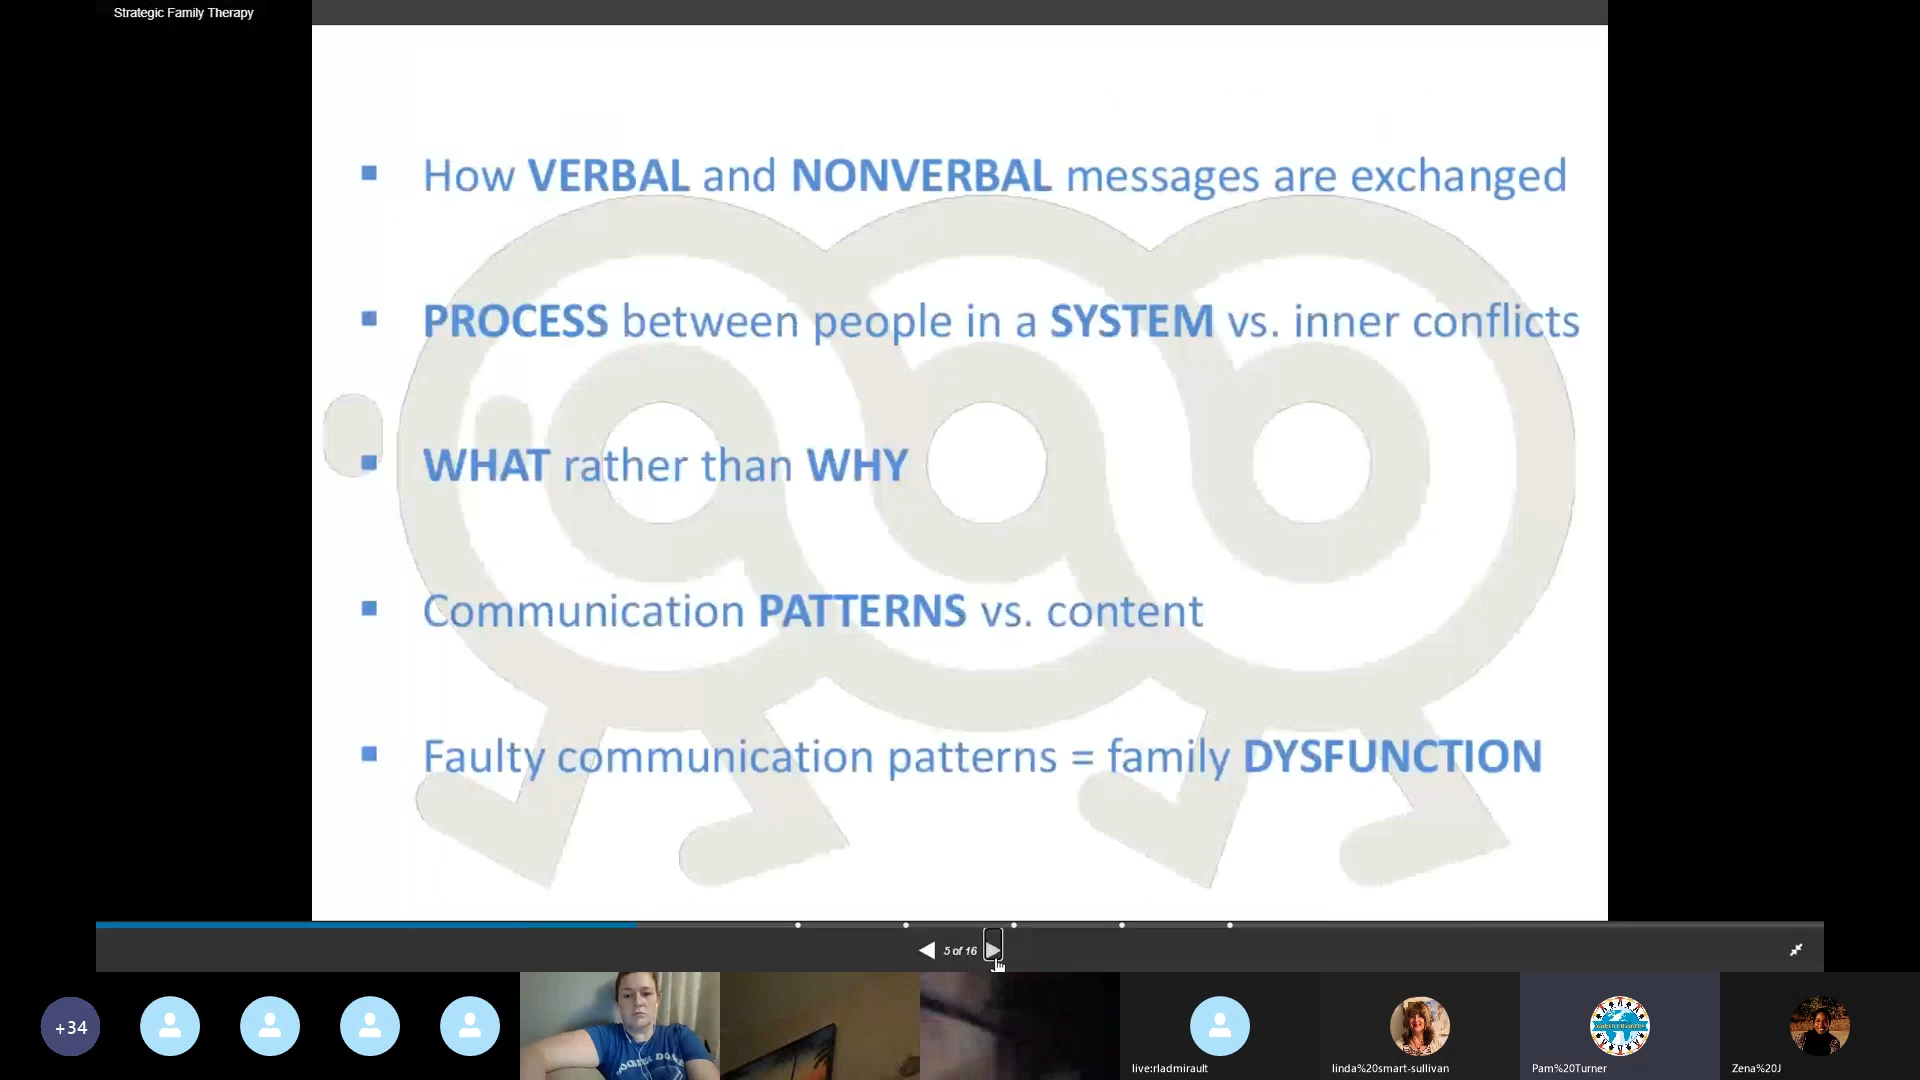 Strategic Family Therapy
How VERBAL and NONVERBAL messages are exchanged
PROCESS between people in a SYSTEM vs. inner conflicts
WHAT rather than WHY
Communication PATTERNS vs. content
Faulty communication patterns = family DYSFUNCTION
5 of 16
+34
live:rladmirault
linda%20smart-sullivan
Pam%20Turner
Zena%20J